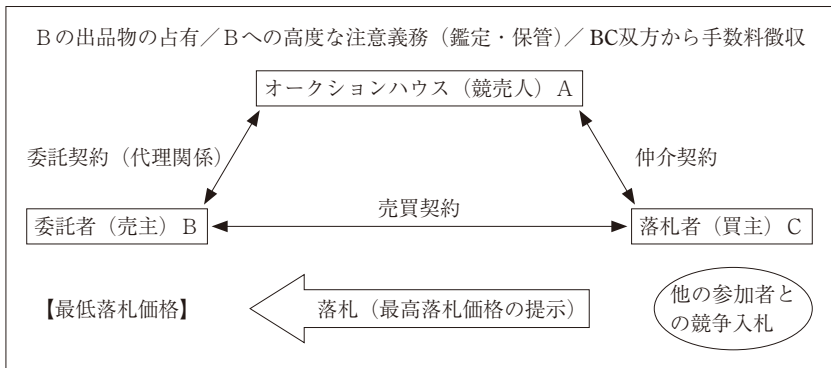 Ｂの出品物の占有／Ｂへの高度な注意義務（鑑定・保管）／BC双方から手数料徴収
オークションハウス（競売人）Ａ
委託契約（代理関係）
仲介契約
売買契約
委託者（売主）Ｂ
落札者（買主）Ｃ
【最低落札価格】
落札（最高落札価格の提示）
他の参加者と
の競争入札